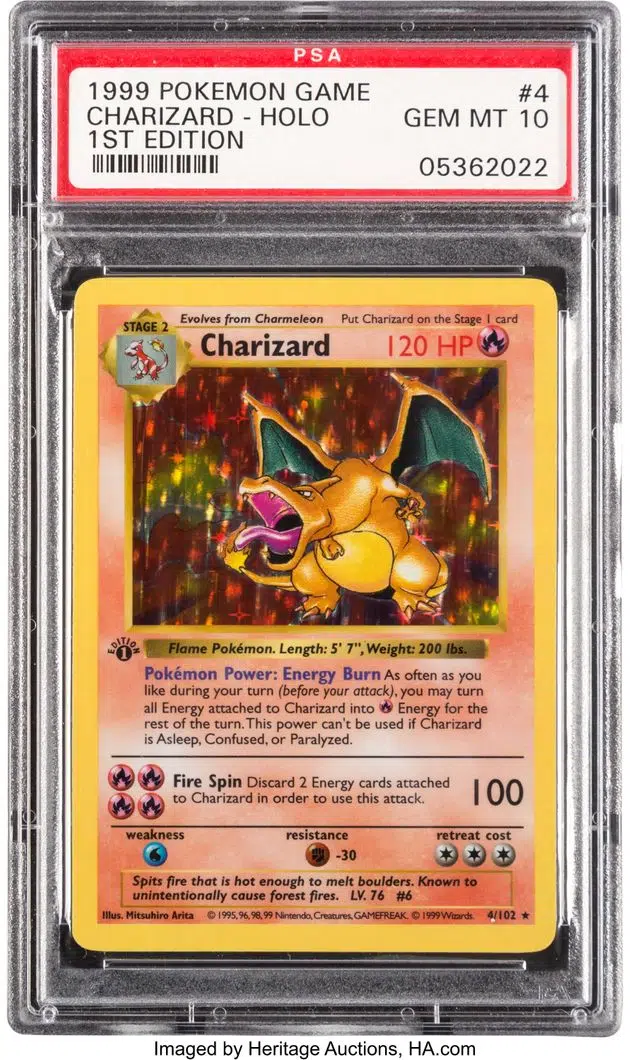 PSA
1999 POKEMON GAME #4
CHARIZARD - HOLO GEM MT 10
1ST EDITION
05362022
Evolves from Charmeleon Put Charizard on the Stage 1 card
STAGE 2
Charizard 120 HP
EDITION
1
Flame Pokémon. Length: 5' 7", Weight: 200 lbs.
Pokémon Power: Energy Burn As often as you
like during your turn (before your attack), you may turn
all Energy attached to Charizard into Energy for the
rest of the turn. This power can't be used if Charizard
is Asleep, Confused, or Paralyzed.
Fire Spin Discard 2 Energy cards attached
to Charizard in order to use this attack. 100
weakness resistance retreat cost
-30
Spits fire that is hot enough to melt boulders. Known to
unintentionally cause forest fires. LV. 76 #6
Illus. Mitsuhiro Arita © 1995, 96, 98, 99 Nintendo, Creatures, GAMEFREAK. © 1999 Wizards. 4/102 ★
Imaged by Heritage Auctions, HA.com